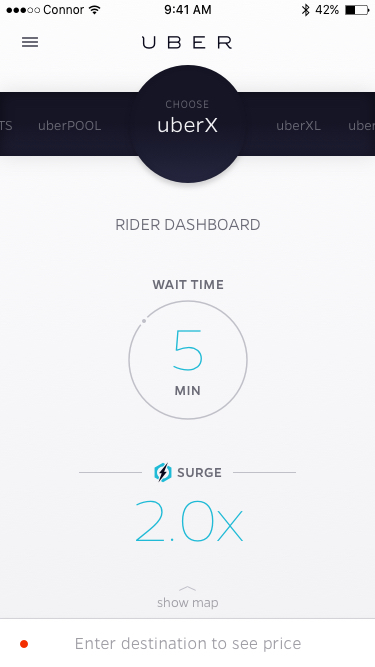 Connor 9:41 AM 42%
UBER
CHOOSE
TS uberPOOL uberX uberXL uber
RIDER DASHBOARD
WAIT TIME
5
MIN
SURGE
2.0x
show map
Enter destination to see price